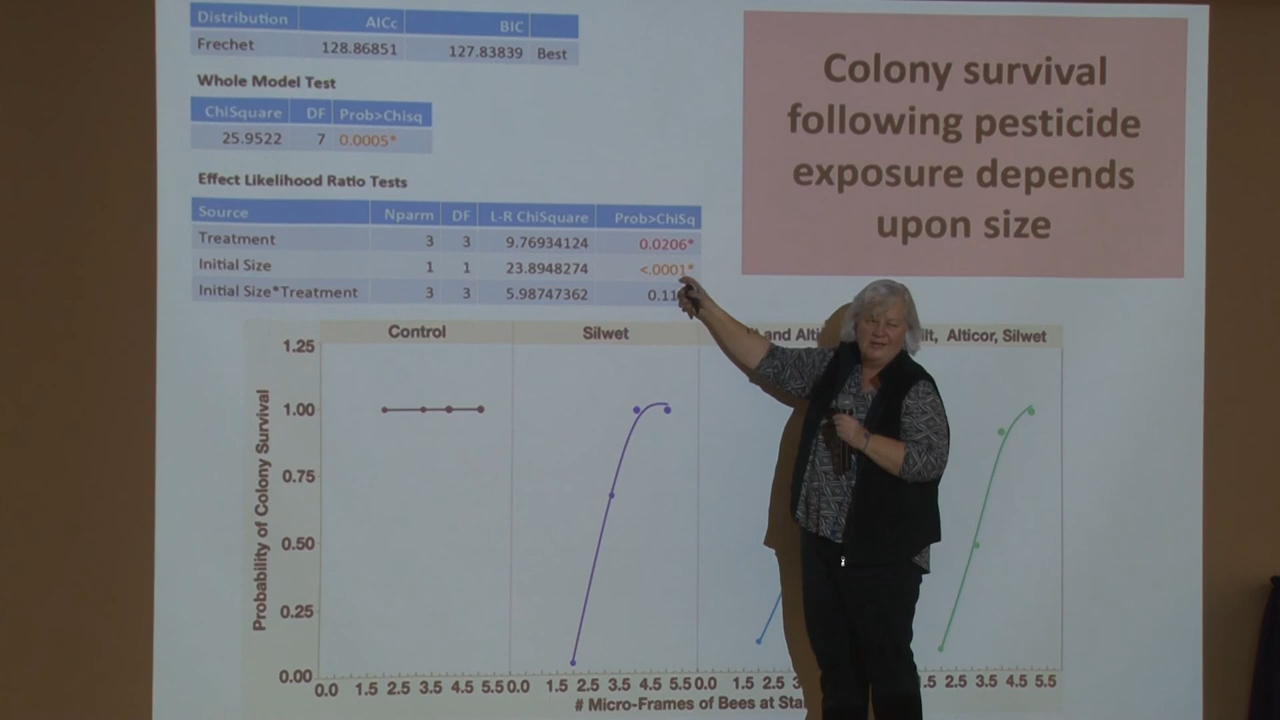 Distribution AICc BIC
Frechet 128.86851 127.83839 Best
Whole Model Test
ChiSquare DF Prob>Chisq
25.9522 7 0.0005*
Effect Likelihood Ratio Tests
Source Nparm DF L-R ChiSquare Prob>ChiSq
Treatment 3 3 9.76934124 0.0206*
Initial Size 1 1 23.8948274 <.0001*
Initial Size*Treatment 3 3 5.98747362
Colony survival
following pesticide
exposure depends
upon size
Control Silwet and Alticor, Silwet
Probability of Colony Survival
1.25
1.00
0.75
0.50
0.25
0.00
0.0 1.5 2.5 3.5 4.5 5.5 0.0 1.5 2.5 3.5 4.5 5.5 0.0 1.5 2.5 2.5 3.5 4.5 5.5
# Micro-Frames of Bees at